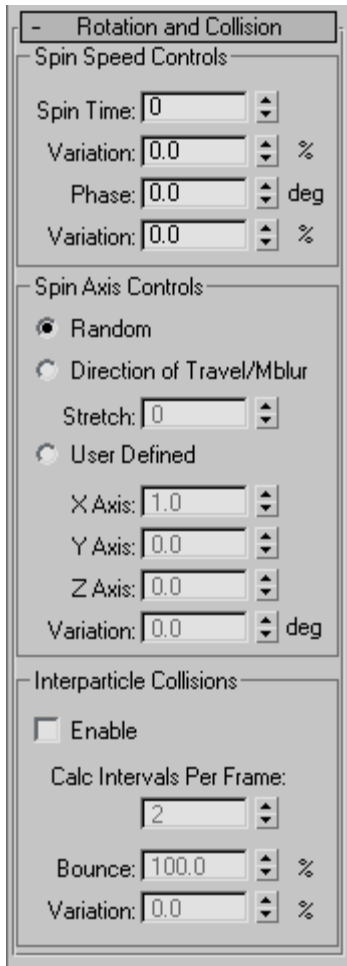 - Rotation and Collision
Spin Speed Controls
Spin Time: 0
Variation: 0.0 %
Phase: 0.0 deg
Variation: 0.0 %
Spin Axis Controls
Random
Direction of Travel/Mblur
Stretch: 0
User Defined
X Axis: 1.0
Y Axis: 0.0
Z Axis: 0.0
Variation: 0.0 deg
Interparticle Collisions
Enable
Calc Intervals Per Frame:
2
Bounce: 100.0 %
Variation: 0.0 %